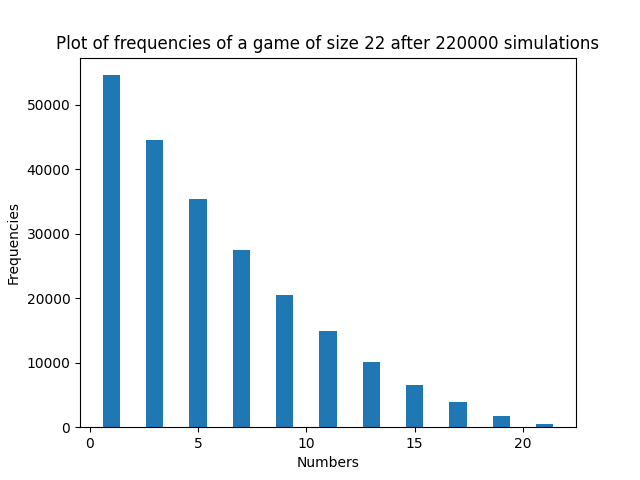 Plot of frequencies of a game of size 22 after 220000 simulations
50000
40000
30000
20000
10000
0
Frequencies
0 5 10 15 20
Numbers